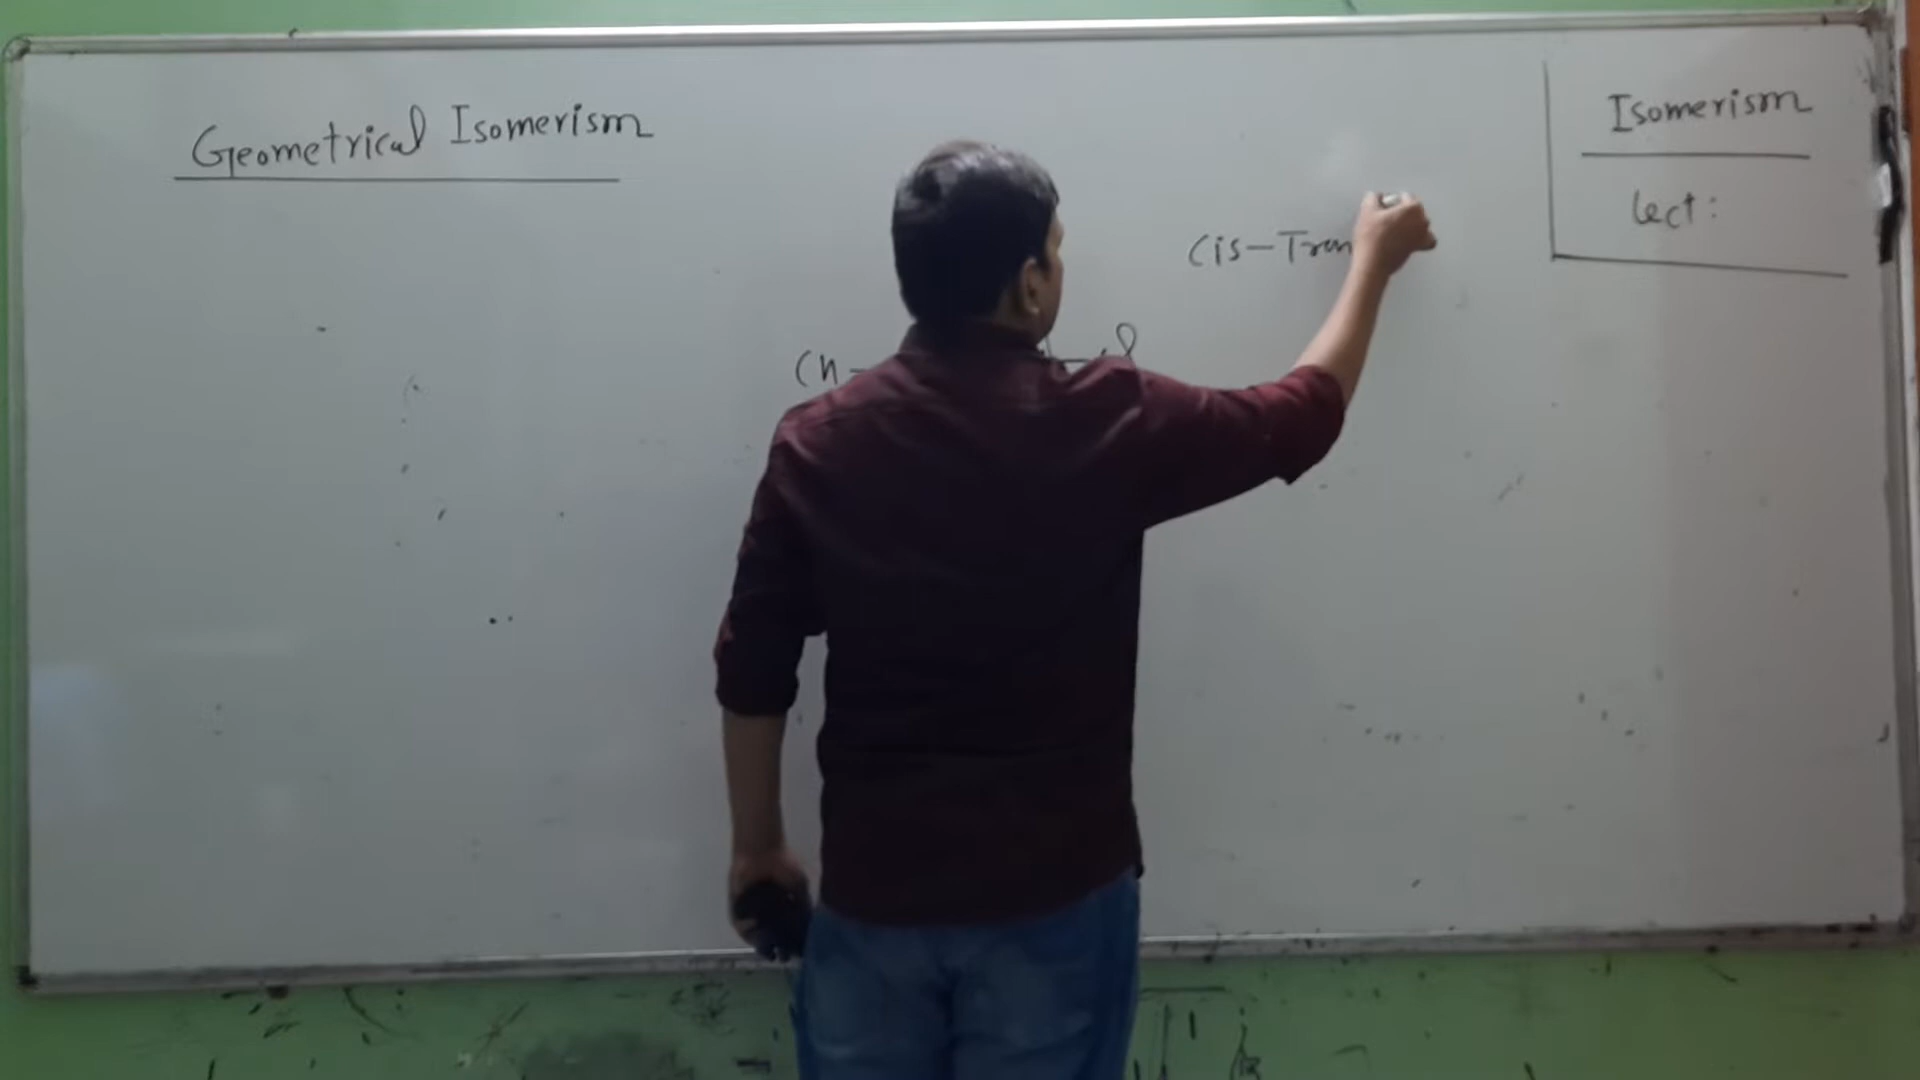 Geometrical Isomerism
Isomerism
Lect:
Cis-Tran